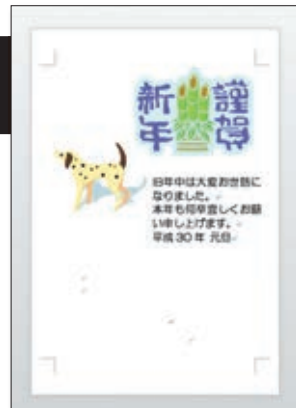 謹賀
新年
旧年中は大変お世話に
なりました。
本年も何卒宜しくお願
い申し上げます。
平成30年 元旦